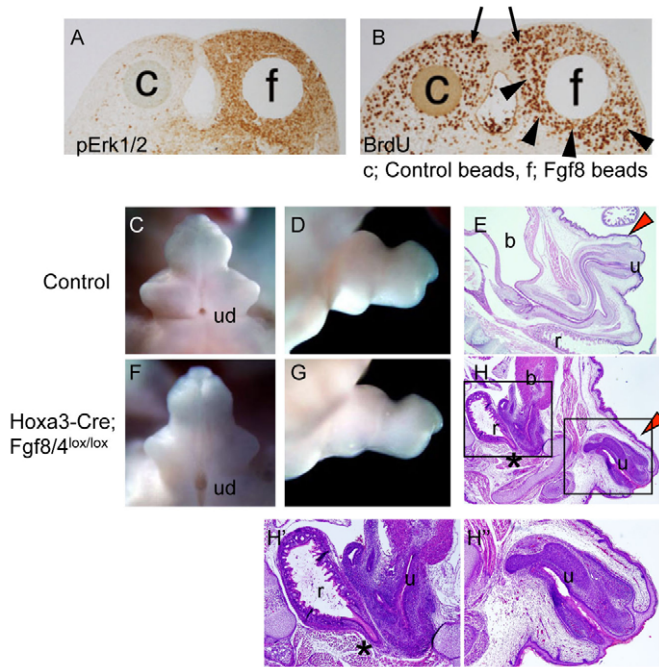 A
c
f
pErk1/2
B
c
f
BrdU
c; Control beads, f; Fgf8 beads
Control
C
ud
D
E
b
u
r
Hoxa3-Cre;
Fgf8/4lox/lox
F
ud
G
H
b
r
*
u
H'
r
u
*
H"
u